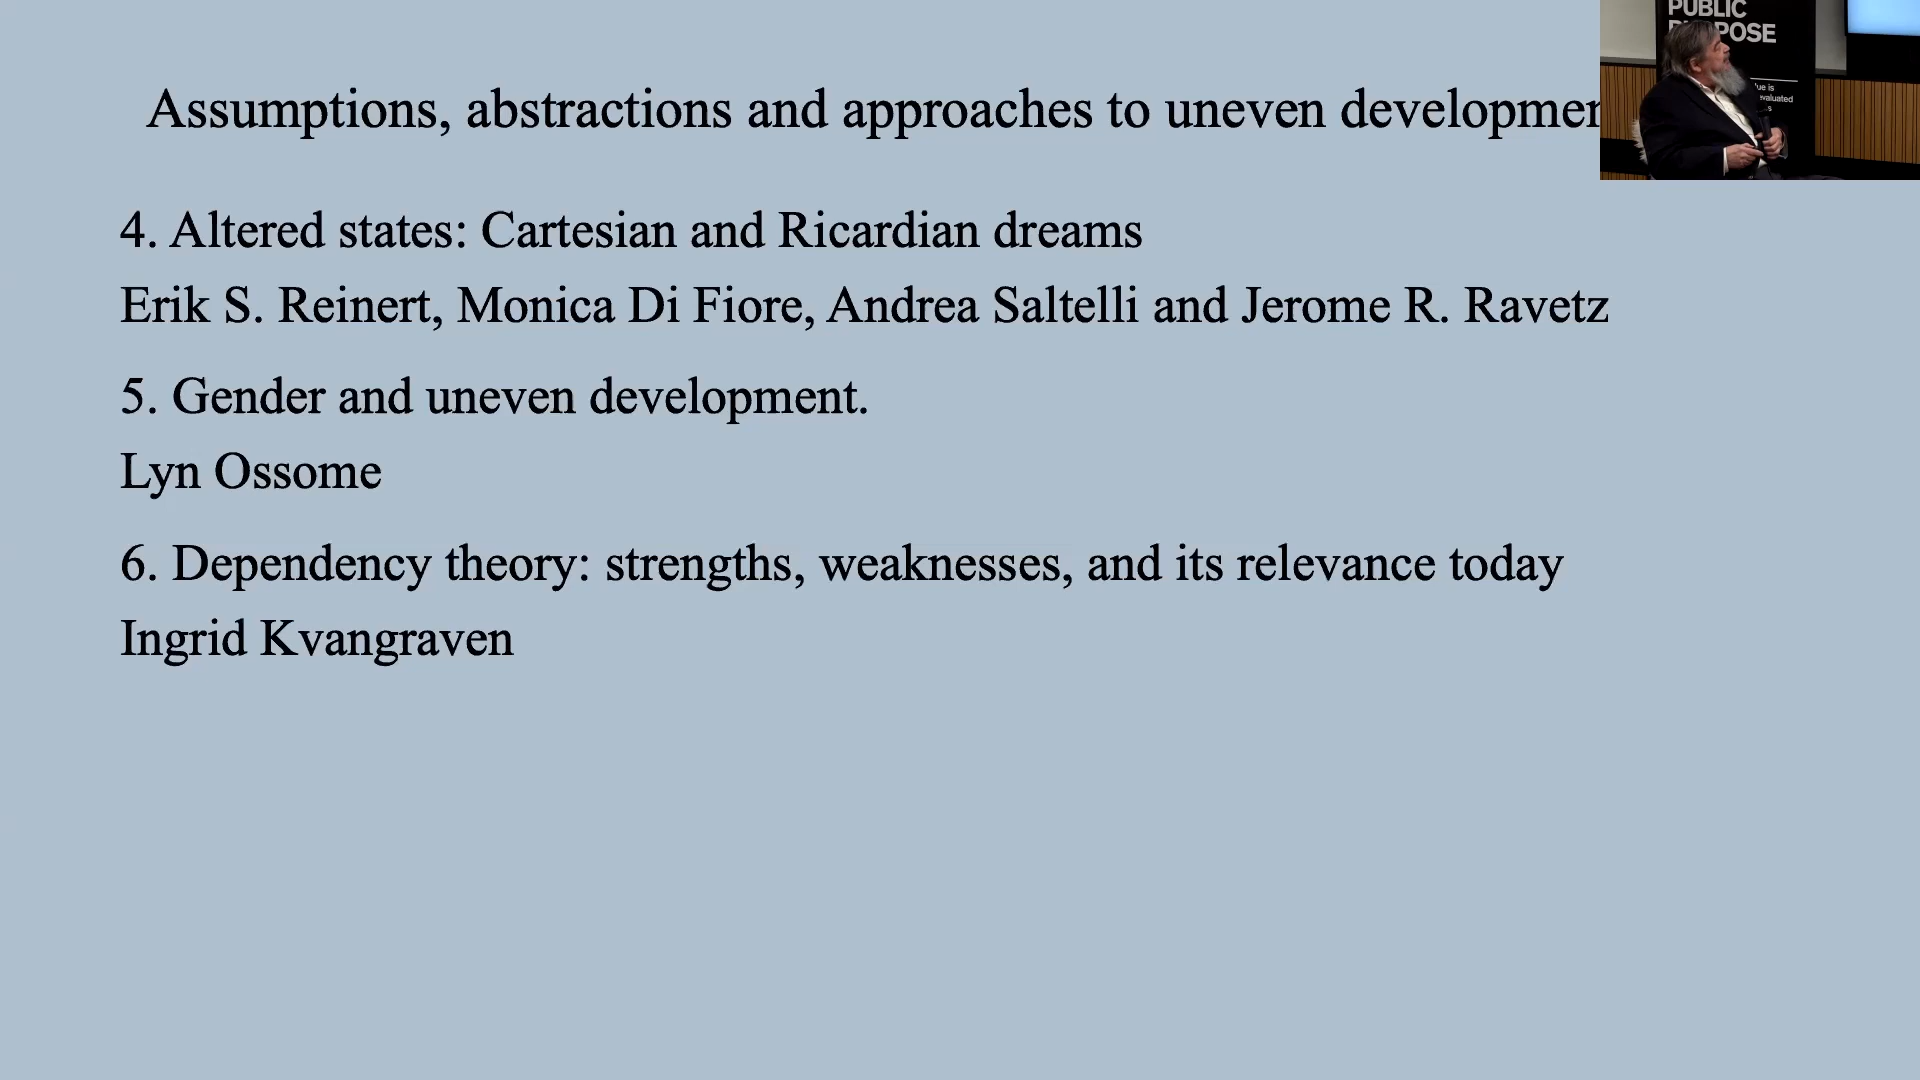 Assumptions, abstractions and approaches to uneven
4. Altered states: Cartesian and Ricardian dreams
Erik S. Reinert, Monica Di Fiore, Andrea Saltelli and Jerome R. Ravetz
5. Gender and uneven development.
Lyn Ossome
6. Dependency theory: strengths, weaknesses, and its relevance today
Ingrid Kvangraven
PUBLIC
is